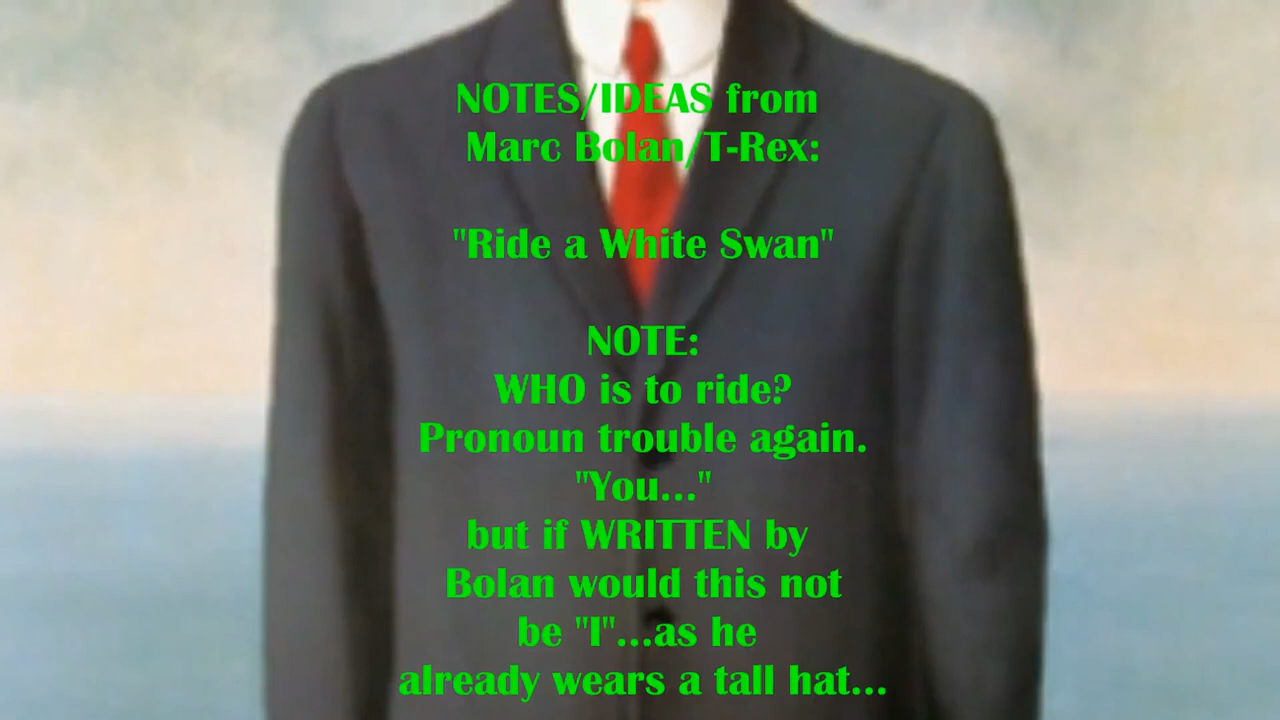 NOTES/IDEAS from
Marc Bolan/T-Rex:
"Ride a White Swan"
NOTE:
WHO is to ride?
Pronoun trouble again.
"You..."
but if WRITTEN by
Bolan would this not
be "I"...as he
already wears a tall hat...